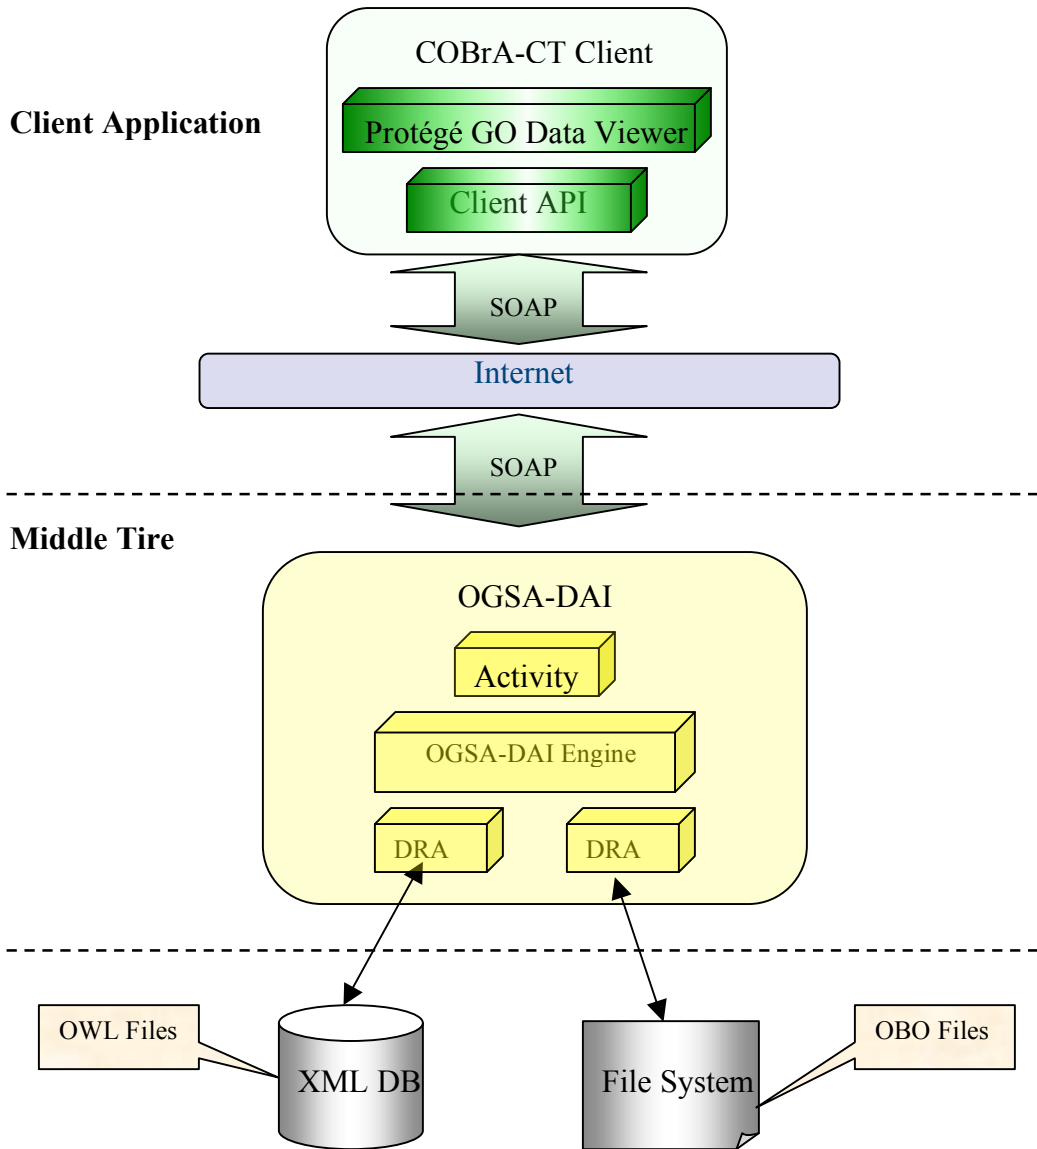 COBrA-CT Client
Client Application
Protégé GO Data Viewer
Client API
SOAP
Internet
SOAP
Middle Tire
OGSA-DAI
Activity
OGSA-DAI Engine
DRA
DRA
OWL Files
XML DB
File System
OBO Files